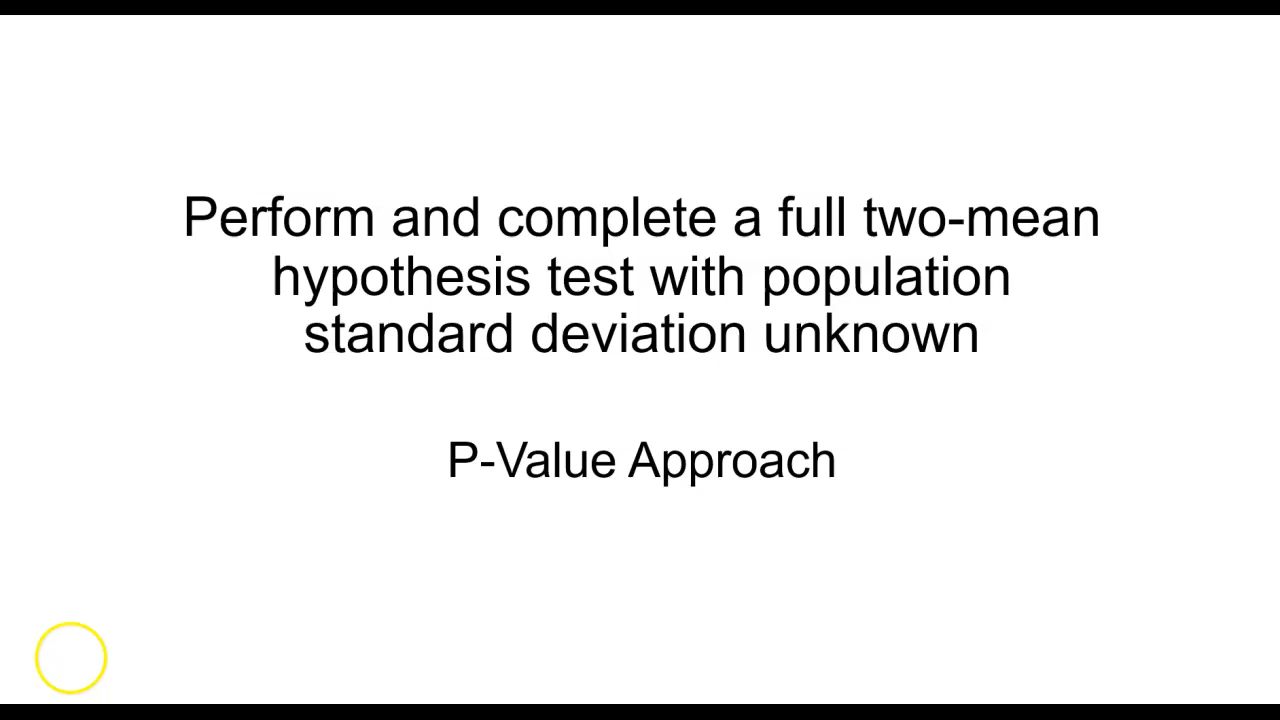 Perform and complete a full two-mean
hypothesis test with population
standard deviation unknown
P-Value Approach